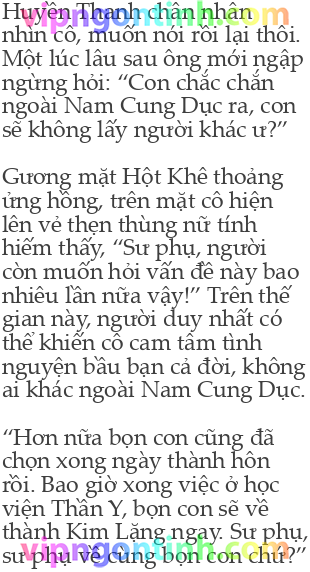 Huyền Thanh chân nhân
nhìn cô, muốn nói rồi lại thôi.
Một lúc lâu sau ông mới ngập
ngừng hỏi: “Con chắc chắn
ngoài Nam Cung Dục ra, con
sẽ không lấy người khác ư?”
Gương mặt Hột Khê thoảng
ửng hồng, trên mặt cô hiện
lên vẻ thẹn thùng nữ tính
hiếm thấy, “Sư phụ, người
còn muốn hỏi vấn đề này bao
nhiêu lần nữa vậy!” Trên thế
gian này, người duy nhất có
thể khiến cô cam tâm tình
nguyện bầu bạn cả đời, không
ai khác ngoài Nam Cung Dục.
“Hơn nữa bọn con cũng đã
chọn xong ngày thành hôn
rồi. Bao giờ xong việc ở học
viện Thần Y, bọn con sẽ về
thành Kim Lăng ngay. Sư phụ,
sư phụ về cùng bọn con chứ?”
vipngontinh.com
vipngontinh.com